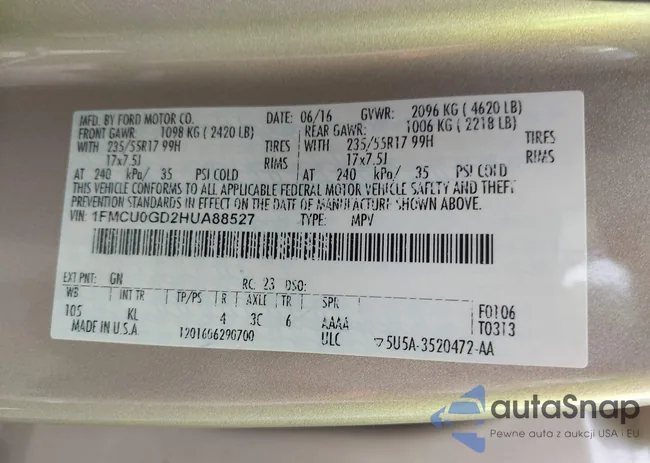 MFD. BY FORD MOTOR CO. DATE: 06/16 GVWR: 2096 KG ( 4620 LB)
FRONT GAWR: 1098 KG ( 2420 LB) REAR GAWR: 1006 KG ( 2218 LB)
WITH 235/55R17 99H TIRES WITH 235/55R17 99H TIRES
17x7.5J RIMS 17x7.5J RIMS
AT 240 kPa/ 35 PSI COLD AT 240 kPa/ 35 PSI COLD
THIS VEHICLE CONFORMS TO ALL APPLICABLE FEDERAL MOTOR VEHICLE SAFETY AND THEFT
PREVENTION STANDARDS IN EFFECT ON THE DATE OF MANUFACTURE SHOWN ABOVE.
VIN: 1FMCU0GD2HUA88527 TYPE: MPV
EXT PNT: GN RC: 23 DSO:
WB INT TR TP/PS R AXLE TR SPR
105 KL 4 3C 6 AAAA F0106
MADE IN U.S.A. 1201606290700 ULC T0313
5U5A-3520472-AA
autaSnap
Pewne auta z aukcji USA i EU